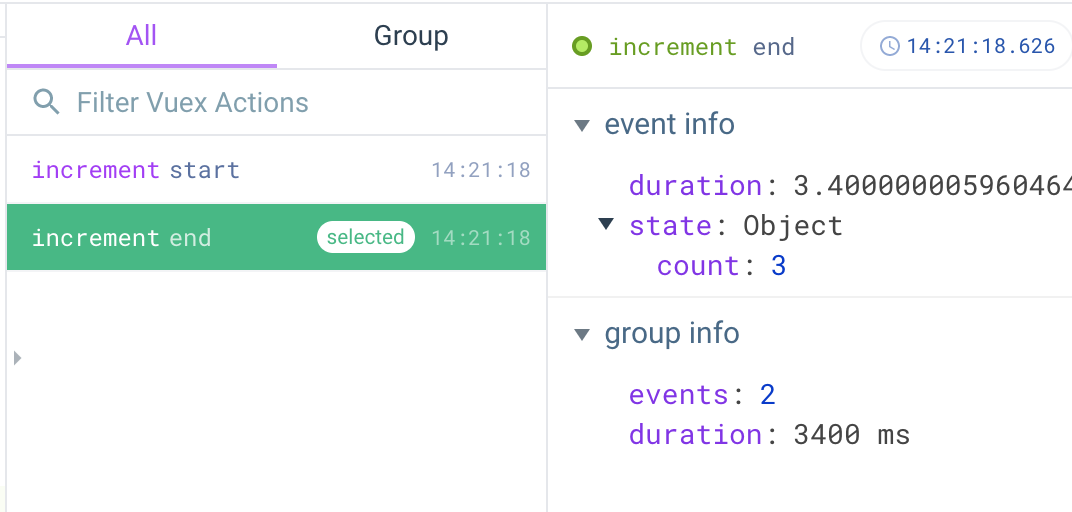 All
Group
Filter Vuex Actions
increment start 14:21:18
increment end selected 14:21:18
increment end 14:21:18.626
event info
duration: 3.400000005960464
state: Object
count: 3
group info
events: 2
duration: 3400 ms